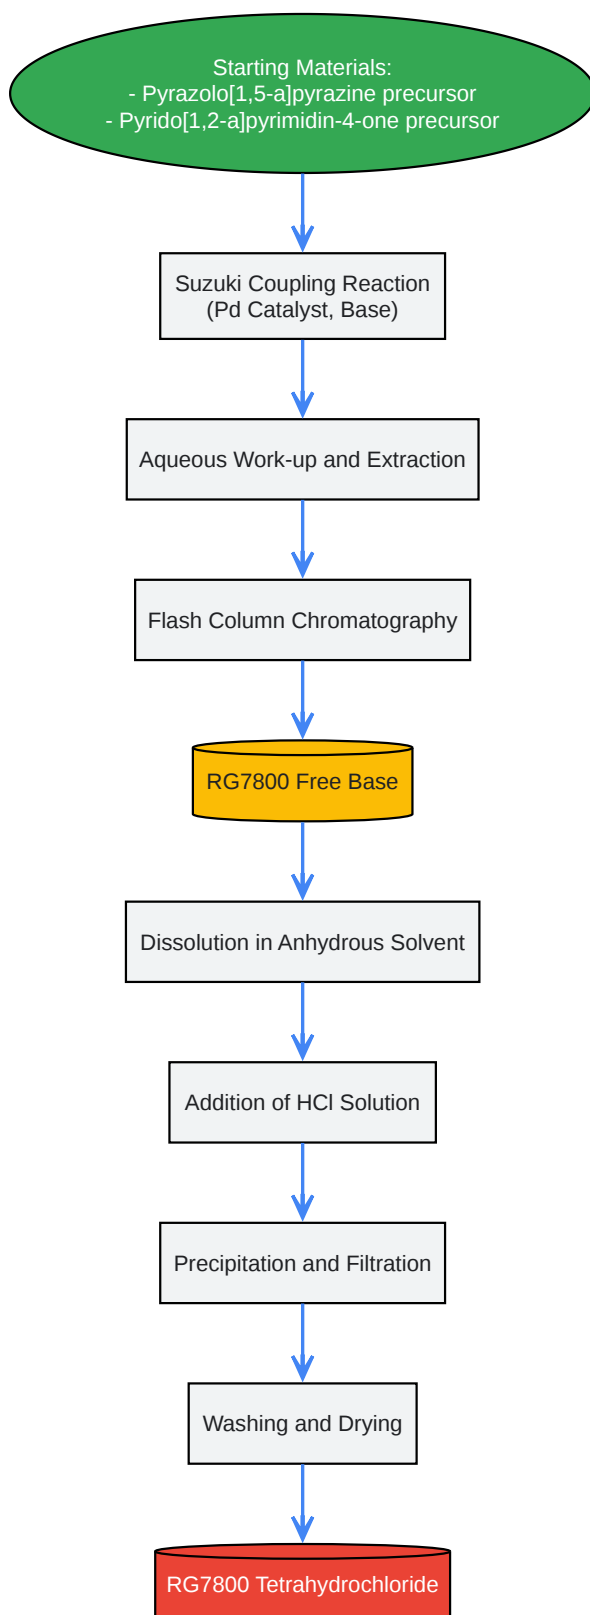 Starting Materials:
- Pyrazolo[1,5-a]pyrazine precursor
- Pyrido[1,2-a]pyrimidin-4-one precursor
Suzuki Coupling Reaction
(Pd Catalyst, Base)
Aqueous Work-up and Extraction
Flash Column Chromatography
RG7800 Free Base
Dissolution in Anhydrous Solvent
Addition of HCl Solution
Precipitation and Filtration
Washing and Drying
RG7800 Tetrahydrochloride